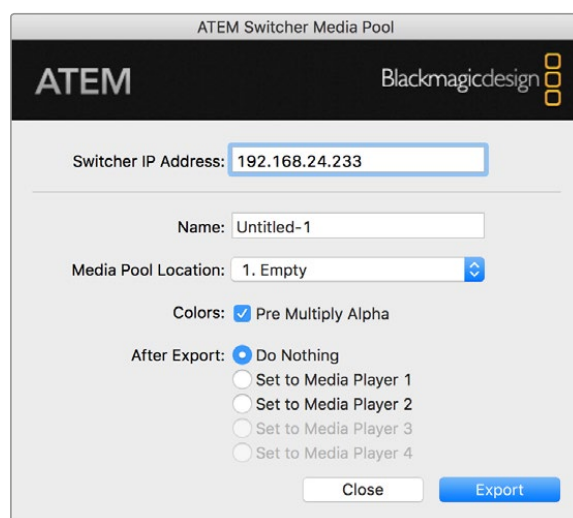 ATEM Switcher Media Pool
ATEM Blackmagicdesign
Switcher IP Address: 192.168.24.233
Name: Untitled-1
Media Pool Location: 1. Empty
Colors: Pre Multiply Alpha
After Export: Do Nothing
Set to Media Player 1
Set to Media Player 2
Set to Media Player 3
Set to Media Player 4
Close Export